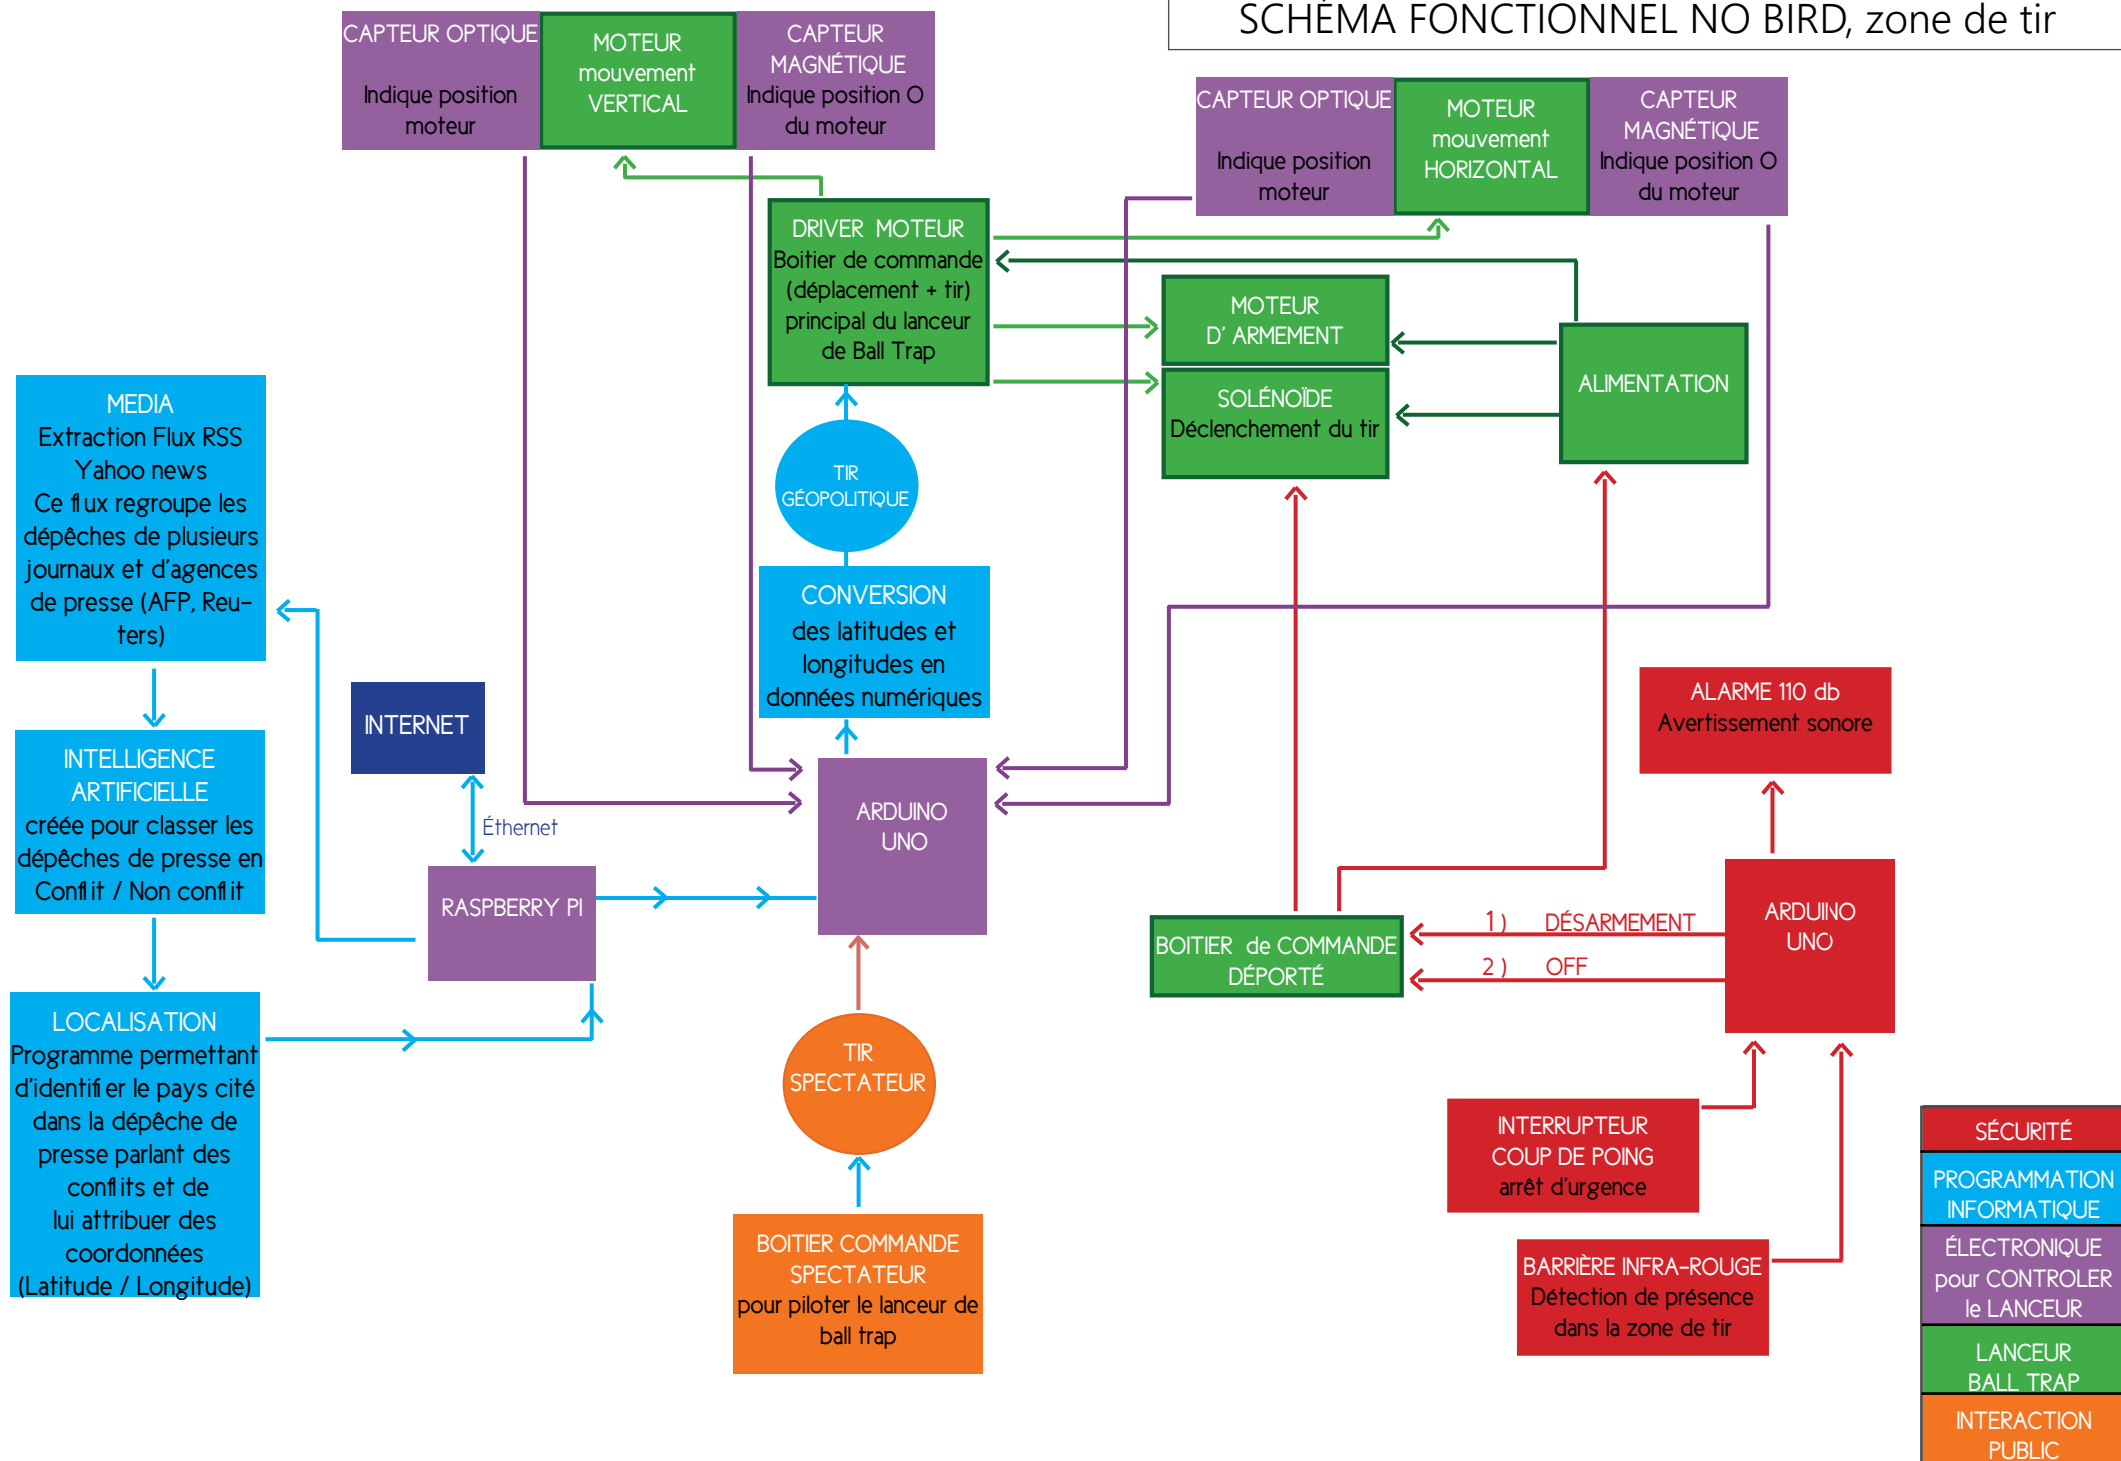 SCHÉMA FONCTIONNEL NO BIRD, zone de tir
CAPTEUR OPTIQUE
Indique position
moteur
MOTEUR
mouvement
VERTICAL
CAPTEUR
MAGNÉTIQUE
Indique position O
du moteur
CAPTEUR OPTIQUE
Indique position
moteur
MOTEUR
mouvement
HORIZONTAL
CAPTEUR
MAGNÉTIQUE
Indique position O
du moteur
DRIVER MOTEUR
Boitier de commande
(déplacement + tir)
principal du lanceur
de Ball Trap
MOTEUR
D' ARMEMENT
SOLÉNOÏDE
Déclenchement du tir
ALIMENTATION
MEDIA
Extraction Flux RSS
Yahoo news
Ce flux regroupe les
dépêches de plusieurs
journaux et d'agences
de presse (AFP, Reu-
ters)
TIR
GÉOPOLITIQUE
CONVERSION
des latitudes et
longitudes en
données numériques
INTERNET
Éthernet
INTELLIGENCE
ARTIFICIELLE
créée pour classer les
dépêches de presse en
Conflit / Non conflit
RASPBERRY PI
ARDUINO
UNO
ALARME 110 db
Avertissement sonore
BOITIER de COMMANDE
DÉPORTÉ
1) DÉSARMEMENT
2) OFF
ARDUINO
UNO
LOCALISATION
Programme permettant
d'identifier le pays cité
dans la dépêche de
presse parlant des
conflits et de
lui attribuer des
coordonnées
(Latitude / Longitude)
TIR
SPECTATEUR
BOITIER COMMANDE
SPECTATEUR
pour piloter le lanceur de
ball trap
INTERRUPTEUR
COUP DE POING
arrêt d'urgence
BARRIÈRE INFRA-ROUGE
Détection de présence
dans la zone de tir
SÉCURITÉ
PROGRAMMATION
INFORMATIQUE
ÉLECTRONIQUE
pour CONTROLER
le LANCEUR
LANCEUR
BALL TRAP
INTERACTION
PUBLIC